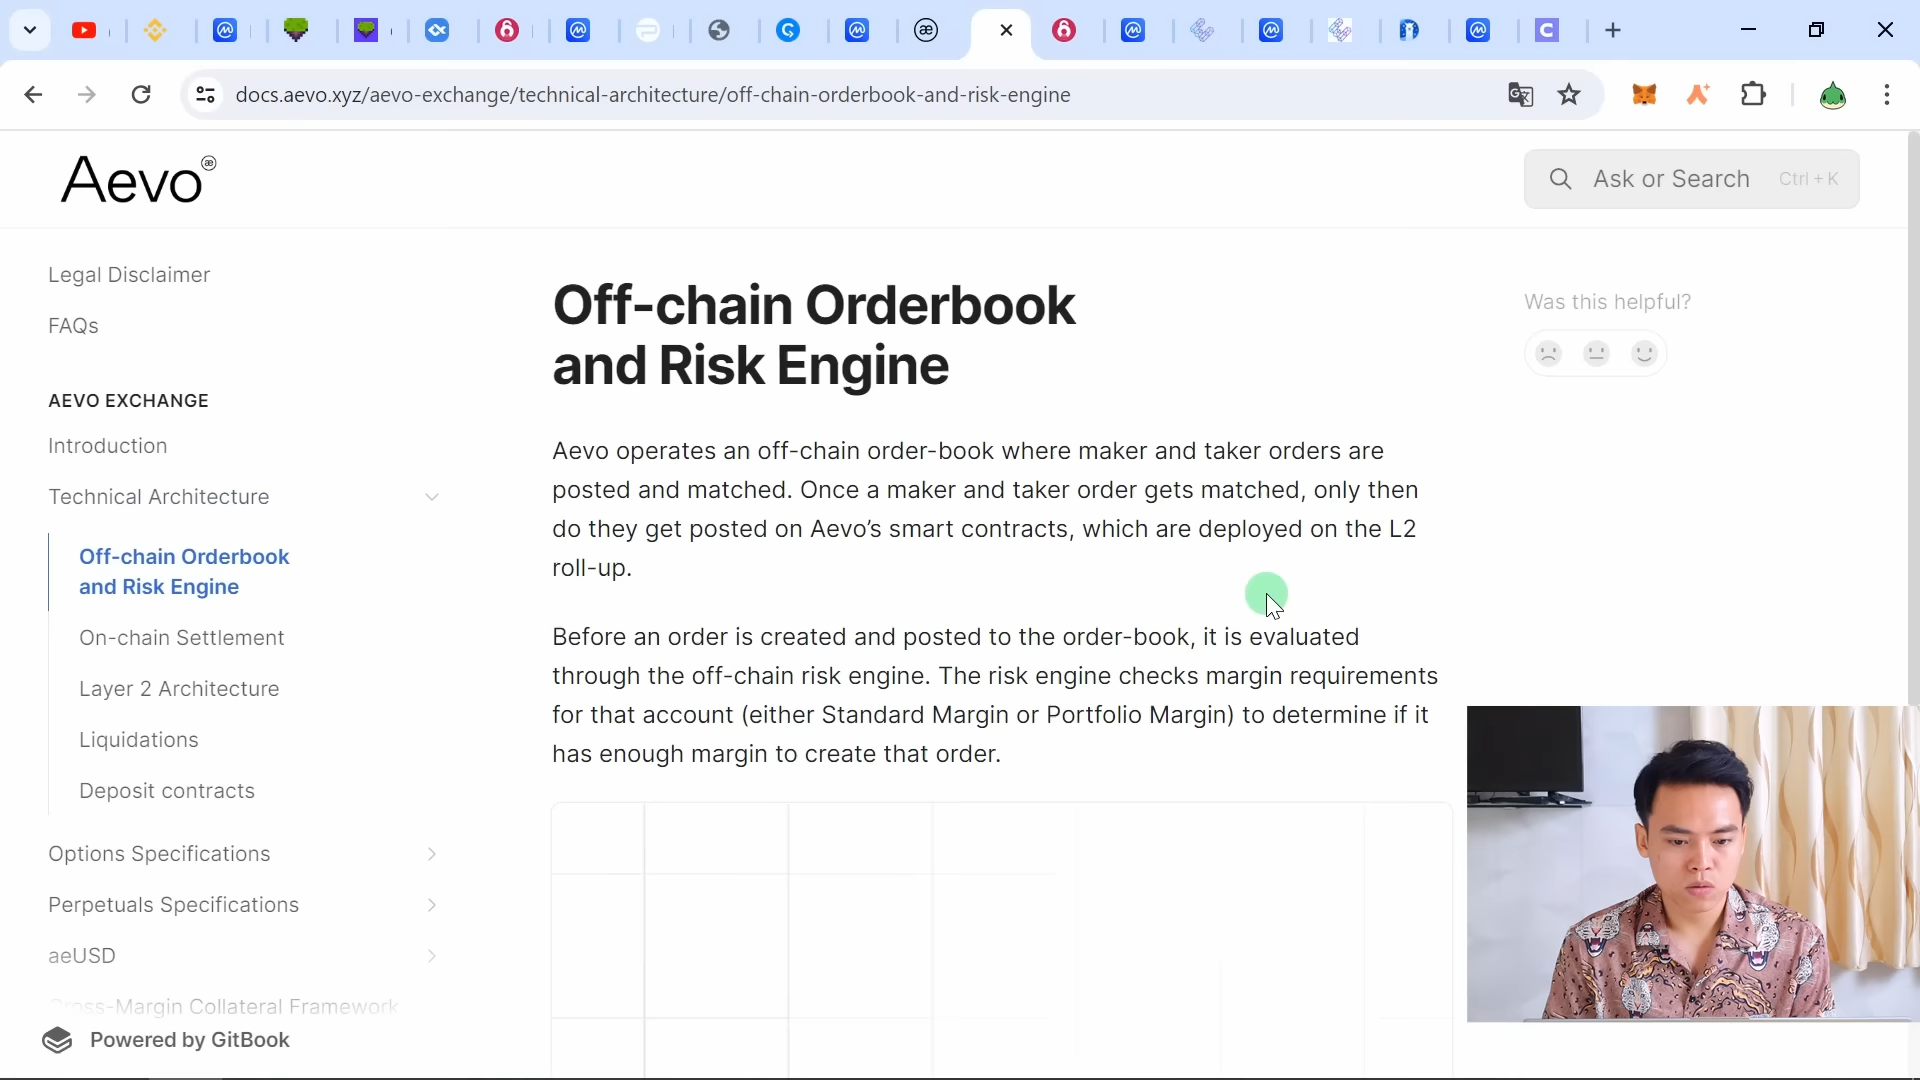 docs.aevo.xyz/aevo-exchange/technical-architecture/off-chain-orderbook-and-risk-engine
Aevo
Ask or Search Ctrl + K
Legal Disclaimer
FAQs
AEVO EXCHANGE
Introduction
Technical Architecture
Off-chain Orderbook
and Risk Engine
On-chain Settlement
Layer 2 Architecture
Liquidations
Deposit contracts
Options Specifications
Perpetuals Specifications
aeUSD
Cross-Margin Collateral Framework
Powered by GitBook
Off-chain Orderbook
and Risk Engine
Aevo operates an off-chain order-book where maker and taker orders are
posted and matched. Once a maker and taker order gets matched, only then
do they get posted on Aevo’s smart contracts, which are deployed on the L2
roll-up.
Before an order is created and posted to the order-book, it is evaluated
through the off-chain risk engine. The risk engine checks margin requirements
for that account (either Standard Margin or Portfolio Margin) to determine if it
has enough margin to create that order.
Was this helpful?